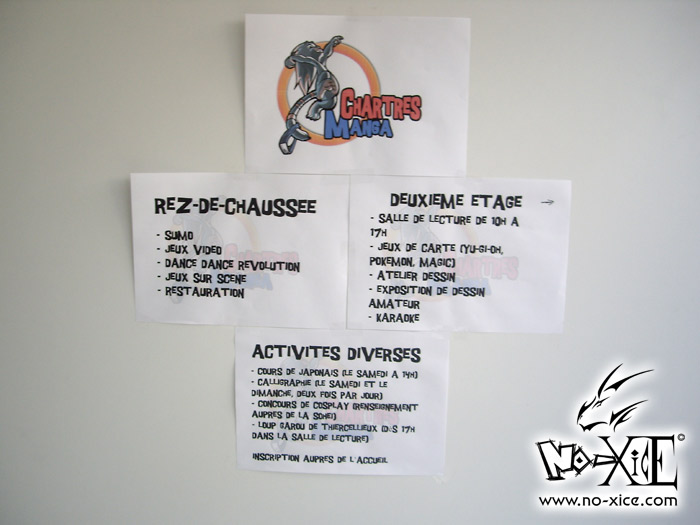 CHARTRES
MANGA
REZ-DE-CHAUSSEE
- SUMO
- JEUX VIDEO
- DANCE DANCE REVOLUTION
- JEUX SUR SCENE
- RESTAURATION
DEUXIEME ETAGE →
- SALLE DE LECTURE DE 10H A
17H
- JEUX DE CARTE (YU-GI-OH,
POKEMON, MAGIC)
- ATELIER DESSIN
- EXPOSITION DE DESSIN
AMATEUR
- KARAOKE
ACTIVITES DIVERSES
- COURS DE JAPONAIS (LE SAMEDI A 14H)
- CALLIGRAPHIE (LE SAMEDI ET LE
DIMANCHE, DEUX FOIS PAR JOUR)
- CONCOURS DE COSPLAY (RENSEIGNEMENT
AUPRES DE LA SCHEI)
- LOUP GAROU DE THIERCELLIEUX (DES 17H
DANS LA SALLE DE LECTURE)
INSCRIPTION AUPRES DE L'ACCUEIL
NO-XICE©
www.no-xice.com